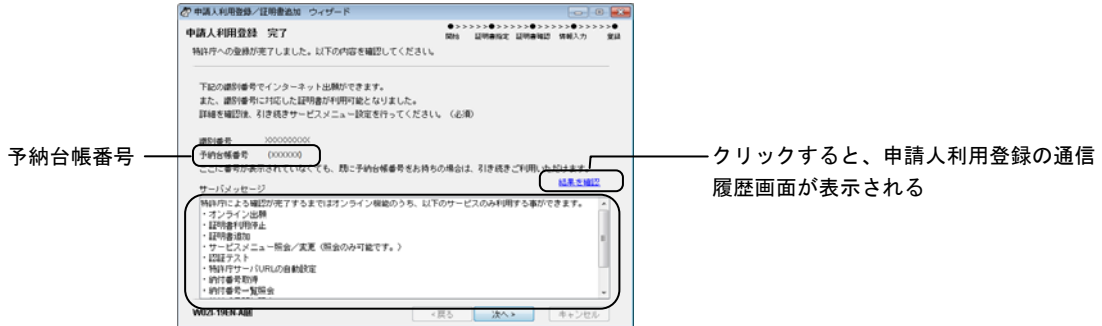 申請人利用登録／証明書追加 ウィザード
申請人利用登録 完了
●>>>>>●>>>>>●>>>>>●>>>>>●
開始 証明書指定 証明書確認 情報入力 登録
特許庁への登録が完了しました。以下の内容を確認してください。
下記の識別番号でインターネット出願ができます。
また、識別番号に対応した証明書が利用可能となりました。
詳細を確認後、引き続きサービスメニュー設定を行ってください。（必須）
識別番号 XXXXXXXXX
予納台帳番号
予納台帳番号 (XXXXXX)
クリックすると、申請人利用登録の通信
履歴画面が表示される
ここに番号が表示されていなくても、既に予納台帳番号をお持ちの場合は、引き続きご利用いただけます。
結果を確認
サーバメッセージ
特許庁による確認が完了するまではオンライン機能のうち、以下のサービスのみ利用する事ができます。
・オンライン出願
・証明書利用停止
・証明書追加
・サービスメニュー照会／変更（照会のみ可能です。）
・認証テスト
・特許庁サーバURLの自動設定
・納付番号取得
・納付番号一覧照会
<戻る 次へ> キャンセル